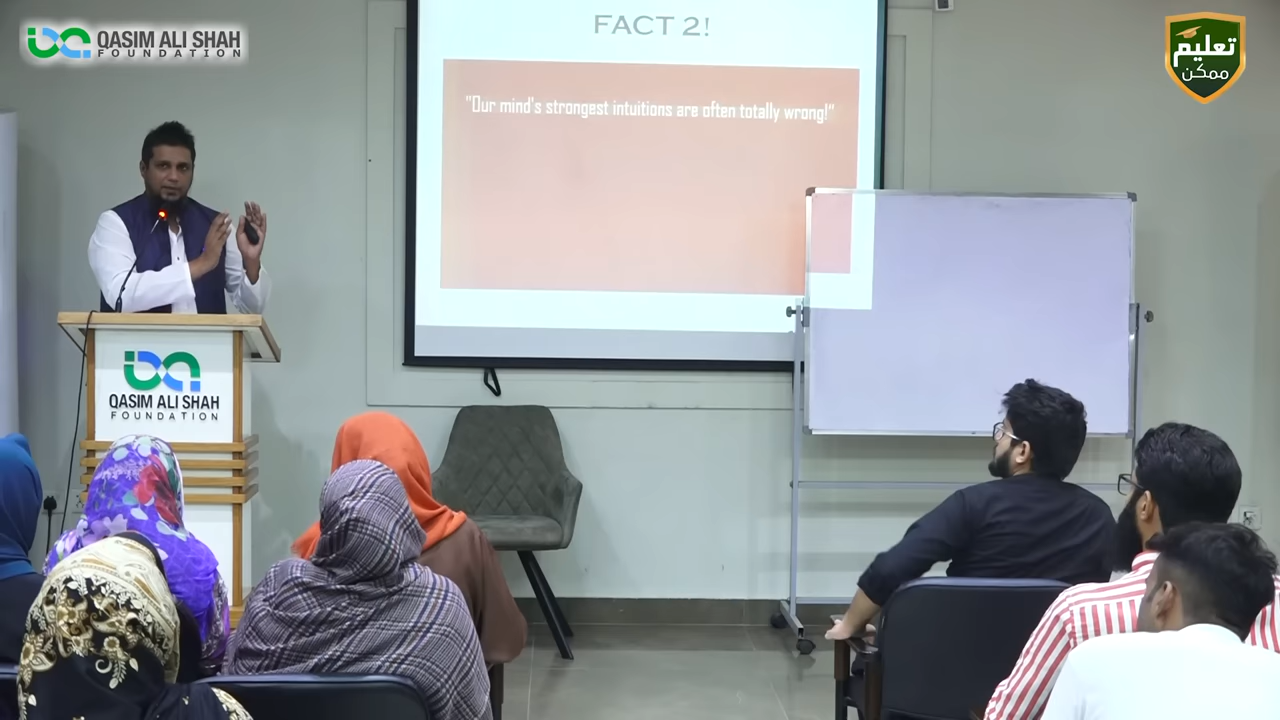 QASIM ALI SHAH
FOUNDATION
تعلیم
ممکن
FACT 2!
"Our mind's strongest intuitions are often totally wrong!"
QASIM ALI SHAH
FOUNDATION